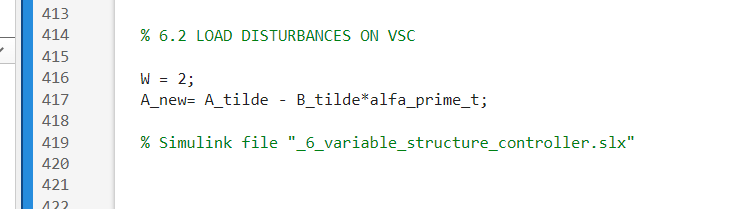 413
414 % 6.2 LOAD DISTURBANCES ON VSC
415
416 W = 2;
417 A_new= A_tilde - B_tilde*alfa_prime_t;
418
419 % Simulink file "_6_variable_structure_controller.slx"
420
421
422